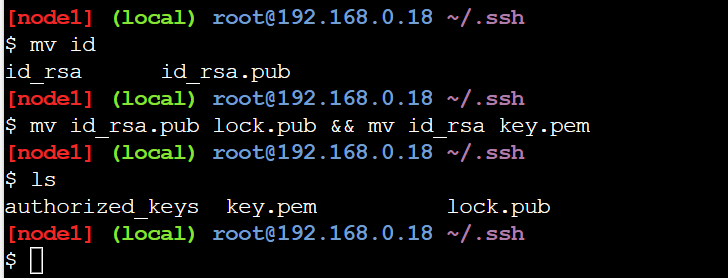 [node1] (local) root@192.168.0.18 ~/.ssh
$ mv id
id_rsa      id_rsa.pub
[node1] (local) root@192.168.0.18 ~/.ssh
$ mv id_rsa.pub lock.pub && mv id_rsa key.pem
[node1] (local) root@192.168.0.18 ~/.ssh
$ ls
authorized_keys  key.pem          lock.pub
[node1] (local) root@192.168.0.18 ~/.ssh
$